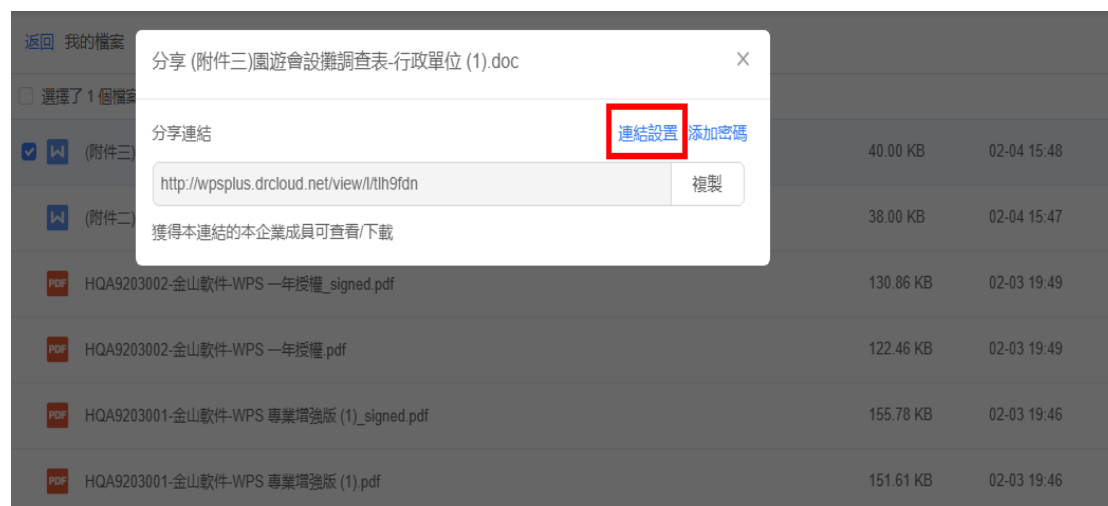 返回 我的檔案
分享 (附件三)園遊會設攤調查表-行政單位 (1).doc
選擇了 1 個檔案
分享連結 連結設置 添加密碼
http://wpsplus.drcloud.net/view/l/tlh9fdn 複製
獲得本連結的本企業成員可查看/下載
W (附件三) 40.00 KB 02-04 15:48
W (附件二) 38.00 KB 02-04 15:47
PDF HQA9203002-金山軟件-WPS 一年授權_signed.pdf 130.86 KB 02-03 19:49
PDF HQA9203002-金山軟件-WPS 一年授權.pdf 122.46 KB 02-03 19:49
PDF HQA9203001-金山軟件-WPS 專業增強版 (1)_signed.pdf 155.78 KB 02-03 19:46
PDF HQA9203001-金山軟件-WPS 專業增強版 (1).pdf 151.61 KB 02-03 19:46